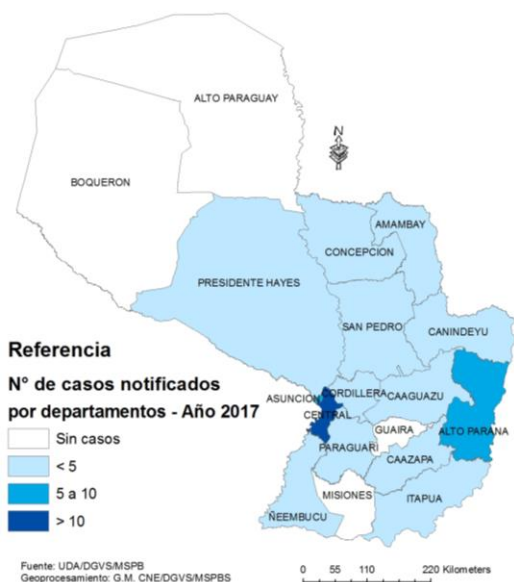 ALTO PARAGUAY
N
BOQUERON
AMAMBAY
CONCEPCION
PRESIDENTE HAYES
SAN PEDRO
CANINDEYU
Referencia
N° de casos notificados
por departamentos - Año 2017
Sin casos
< 5
5 a 10
> 10
ASUNCION
CORDILLERA
CENTRAL
CAAGUAZU
GUAIRA
ALTO PARANA
PARAGUARI
CAAZAPA
MISIONES
ITAPUA
ÑEEMBUCU
Fuente: UDA/DGVS/MSPB
Geoprocesamiento: G.M. CNE/DGVS/MSPBS
0 55 110 220 Kilometers